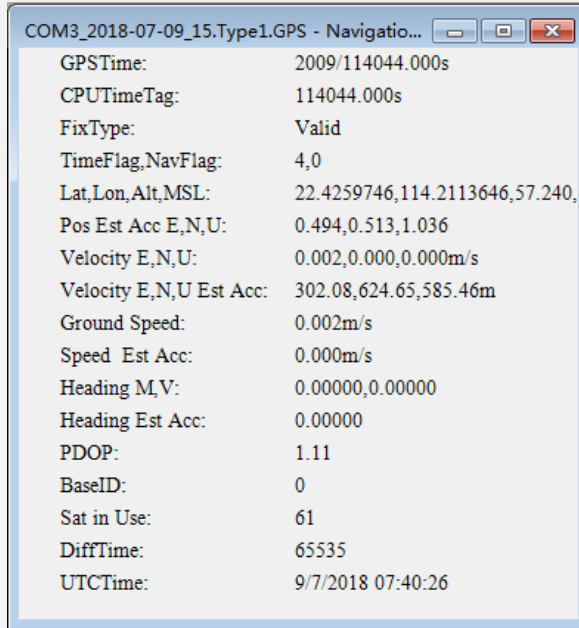 COM3_2018-07-09_15.Type1.GPS - Navigatio...
GPSTime: 2009/114044.000s
CPUTimeTag: 114044.000s
FixType: Valid
TimeFlag,NavFlag: 4,0
Lat,Lon,Alt,MSL: 22.4259746,114.2113646,57.240,
Pos Est Acc E,N,U: 0.494,0.513,1.036
Velocity E,N,U: 0.002,0.000,0.000m/s
Velocity E,N,U Est Acc: 302.08,624.65,585.46m
Ground Speed: 0.002m/s
Speed Est Acc: 0.000m/s
Heading M,V: 0.00000,0.00000
Heading Est Acc: 0.00000
PDOP: 1.11
BaseID: 0
Sat in Use: 61
DiffTime: 65535
UTCTime: 9/7/2018 07:40:26